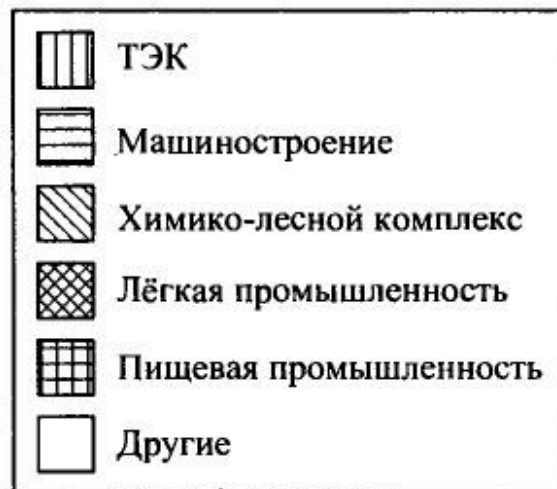 ТЭК
Машиностроение
Химико-лесной комплекс
Лёгкая промышленность
Пищевая промышленность
Другие